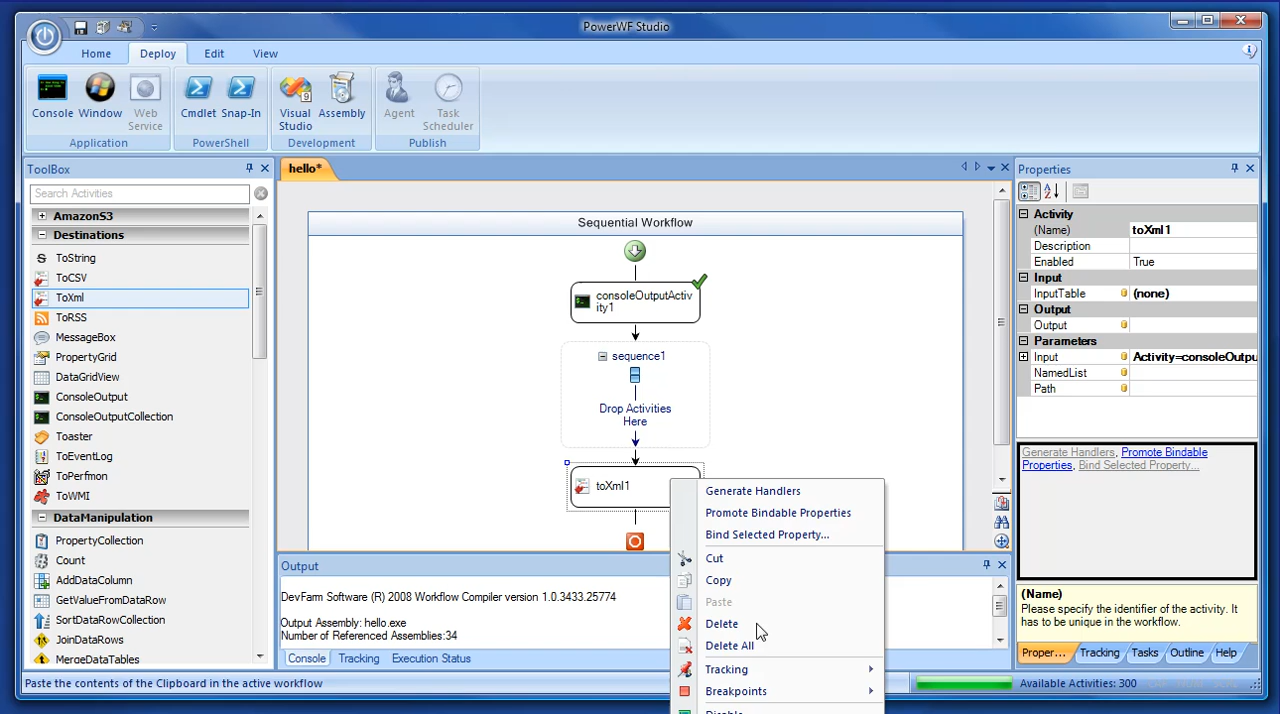 PowerWF Studio
Home
Deploy
Edit
View
Console
Window
Web
Service
Cmdlet
Snap-In
Visual
Studio
Assembly
Agent
Task
Scheduler
Application
PowerShell
Development
Publish
ToolBox
Search Activities
AmazonS3
Destinations
ToString
ToCSV
ToXml
ToRSS
MessageBox
PropertyGrid
DataGridView
ConsoleOutput
ConsoleOutputCollection
Toaster
ToEventLog
ToPerfmon
ToWMI
DataManipulation
PropertyCollection
Count
AddDataColumn
GetValueFromDataRow
SortDataRowCollection
JoinDataRows
MergeDataTables
hello*
Sequential Workflow
consoleOutputActiv
ity1
sequence1
Drop Activities
Here
toXml1
Generate Handlers
Promote Bindable Properties
Bind Selected Property...
Cut
Copy
Paste
Delete
Delete All
Tracking
Breakpoints
Disable
Output
DevFarm Software (R) 2008 Workflow Compiler version 1.0.3433.25774
Output Assembly: hello.exe
Number of Referenced Assemblies:34
Console
Tracking
Execution Status
Properties
Activity
(Name) toXml1
Description
Enabled True
Input
InputTable (none)
Output
Output
Parameters
Input Activity=consoleOutpu
NamedList
Path
Generate Handlers, Promote Bindable
Properties, Bind Selected Property...
(Name)
Please specify the identifier of the activity. It
has to be unique in the workflow.
Proper...
Tracking
Tasks
Outline
Help
Paste the contents of the Clipboard in the active workflow
Available Activities: 300